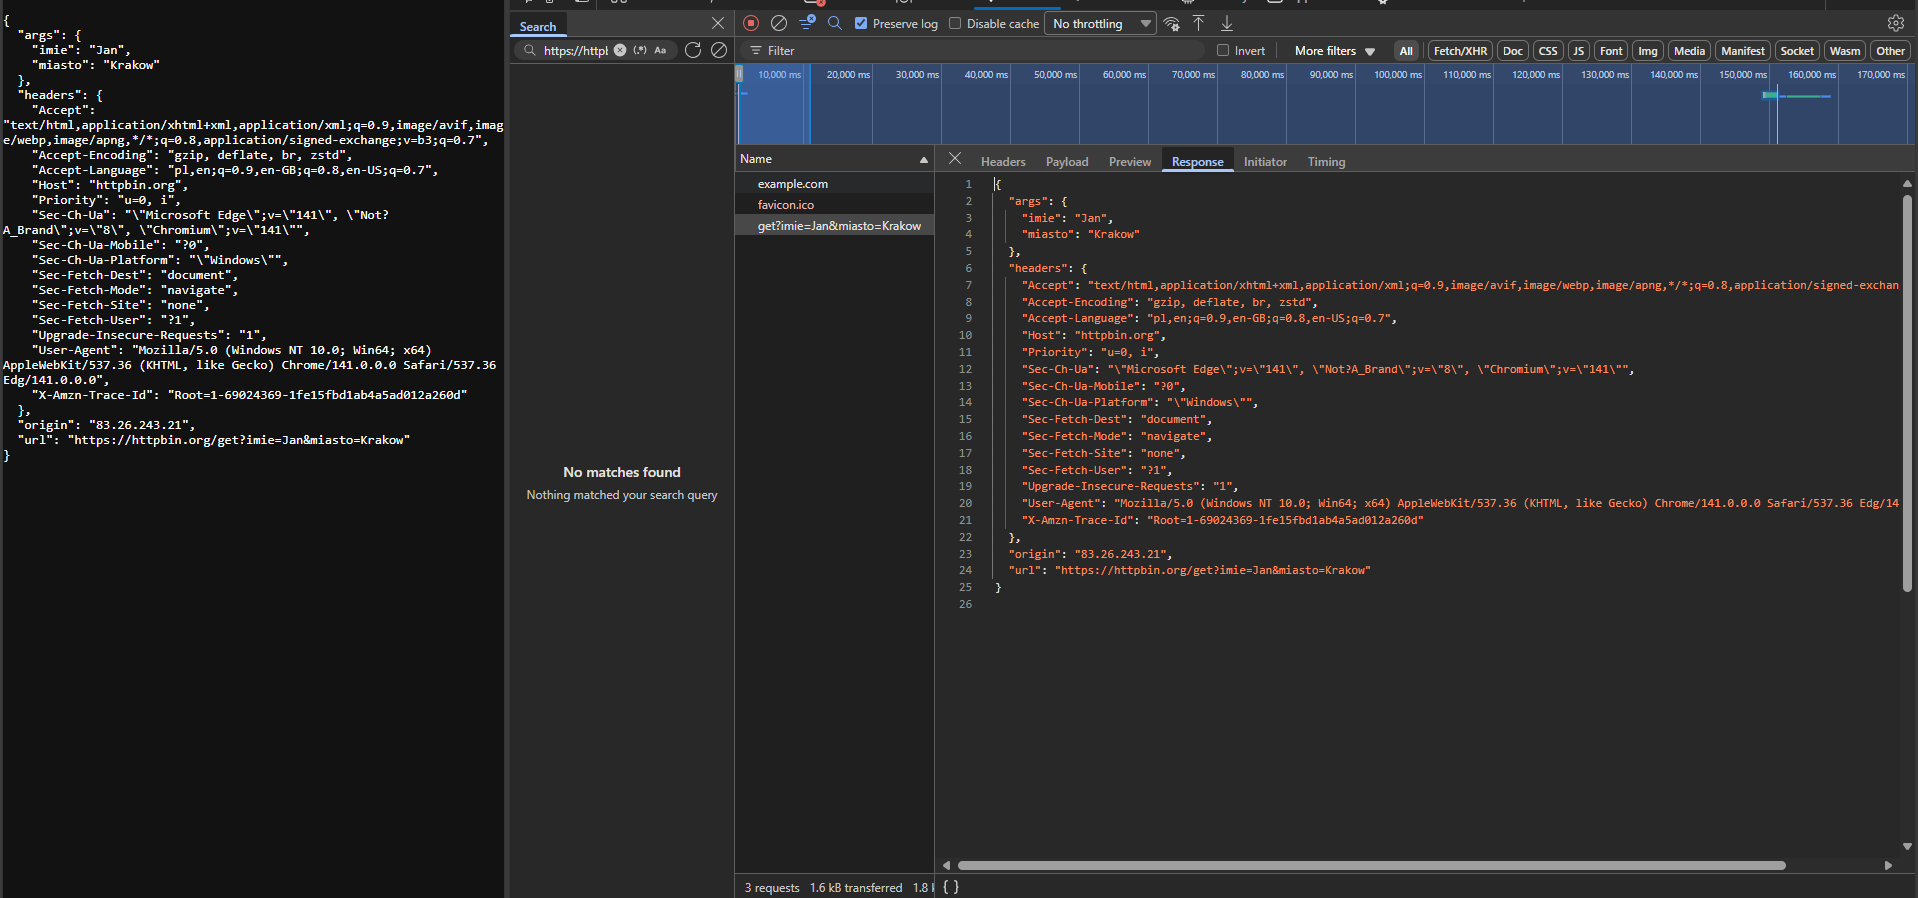 {
  "args": {
    "imie": "Jan",
    "miasto": "Krakow"
  },
  "headers": {
    "Accept":
"text/html,application/xhtml+xml,application/xml;q=0.9,image/avif,imag
e/webp,image/apng,*/*;q=0.8,application/signed-exchange;v=b3;q=0.7",
    "Accept-Encoding": "gzip, deflate, br, zstd",
    "Accept-Language": "pl,en;q=0.9,en-GB;q=0.8,en-US;q=0.7",
    "Host": "httpbin.org",
    "Priority": "u=0, i",
    "Sec-Ch-Ua": "\"Microsoft Edge\";v=\"141\", \"Not?
A_Brand\";v=\"8\", \"Chromium\";v=\"141\"",
    "Sec-Ch-Ua-Mobile": "?0",
    "Sec-Ch-Ua-Platform": "\"Windows\"",
    "Sec-Fetch-Dest": "document",
    "Sec-Fetch-Mode": "navigate",
    "Sec-Fetch-Site": "none",
    "Sec-Fetch-User": "?1",
    "Upgrade-Insecure-Requests": "1",
    "User-Agent": "Mozilla/5.0 (Windows NT 10.0; Win64; x64)
AppleWebKit/537.36 (KHTML, like Gecko) Chrome/141.0.0.0 Safari/537.36
Edg/141.0.0.0",
    "X-Amzn-Trace-Id": "Root=1-69024369-1fe15fbd1ab4a5ad012a260d"
  },
  "origin": "83.26.243.21",
  "url": "https://httpbin.org/get?imie=Jan&miasto=Krakow"
}
Search
https://httpb
(.*) Aa
No matches found
Nothing matched your search query
Preserve log Disable cache No throttling
Filter Invert More filters All Fetch/XHR Doc CSS JS Font Img Media Manifest Socket Wasm Other
10,000 ms 20,000 ms 30,000 ms 40,000 ms 50,000 ms 60,000 ms 70,000 ms 80,000 ms 90,000 ms 100,000 ms 110,000 ms 120,000 ms 130,000 ms 140,000 ms 150,000 ms 160,000 ms 170,000 ms
Name
example.com
favicon.ico
get?imie=Jan&miasto=Krakow
3 requests 1.6 kB transferred 1.8
Headers Payload Preview Response Initiator Timing
1 {
2   "args": {
3     "imie": "Jan",
4     "miasto": "Krakow"
5   },
6   "headers": {
7     "Accept": "text/html,application/xhtml+xml,application/xml;q=0.9,image/avif,image/webp,image/apng,*/*;q=0.8,application/signed-exchan
8     "Accept-Encoding": "gzip, deflate, br, zstd",
9     "Accept-Language": "pl,en;q=0.9,en-GB;q=0.8,en-US;q=0.7",
10     "Host": "httpbin.org",
11     "Priority": "u=0, i",
12     "Sec-Ch-Ua": "\"Microsoft Edge\";v=\"141\", \"Not?A_Brand\";v=\"8\", \"Chromium\";v=\"141\"",
13     "Sec-Ch-Ua-Mobile": "?0",
14     "Sec-Ch-Ua-Platform": "\"Windows\"",
15     "Sec-Fetch-Dest": "document",
16     "Sec-Fetch-Mode": "navigate",
17     "Sec-Fetch-Site": "none",
18     "Sec-Fetch-User": "?1",
19     "Upgrade-Insecure-Requests": "1",
20     "User-Agent": "Mozilla/5.0 (Windows NT 10.0; Win64; x64) AppleWebKit/537.36 (KHTML, like Gecko) Chrome/141.0.0.0 Safari/537.36 Edg/14
21     "X-Amzn-Trace-Id": "Root=1-69024369-1fe15fbd1ab4a5ad012a260d"
22   },
23   "origin": "83.26.243.21",
24   "url": "https://httpbin.org/get?imie=Jan&miasto=Krakow"
25 }
26
{ }